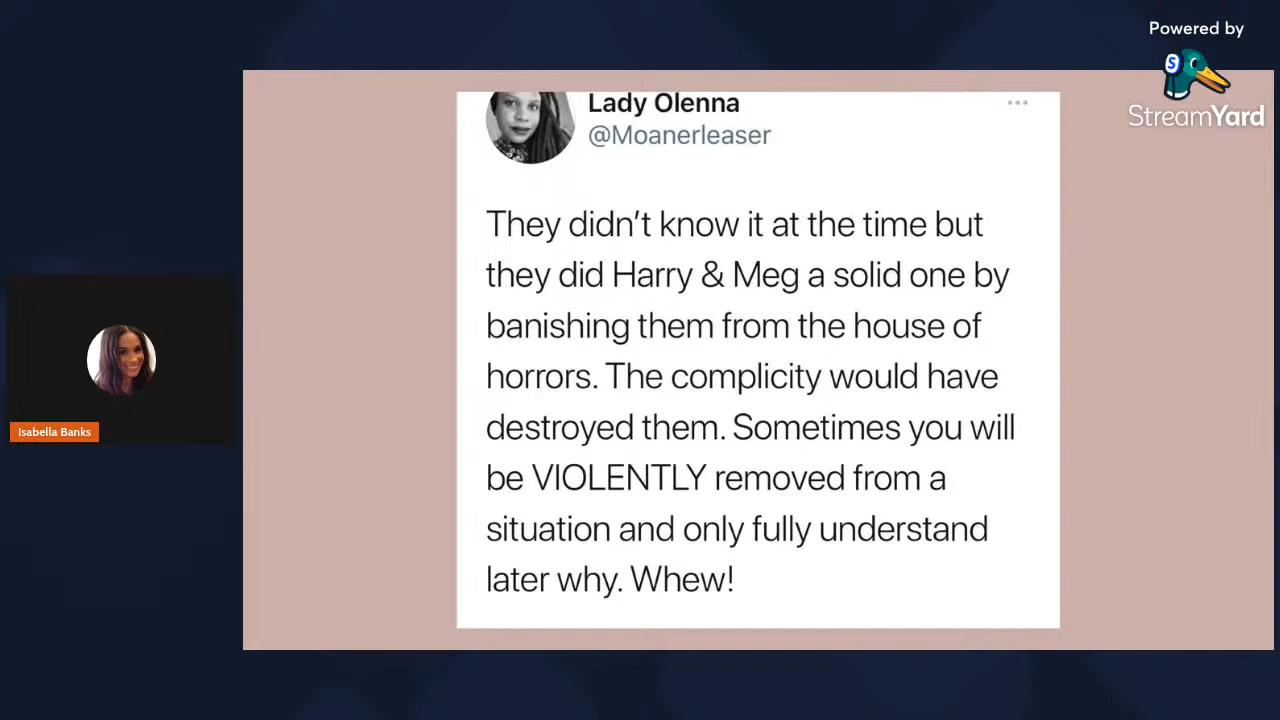 Powered by
S
StreamYard
Lady Olenna
@Moanerleaser
They didn’t know it at the time but
they did Harry & Meg a solid one by
banishing them from the house of
horrors. The complicity would have
destroyed them. Sometimes you will
be VIOLENTLY removed from a
situation and only fully understand
later why. Whew!
Isabella Banks